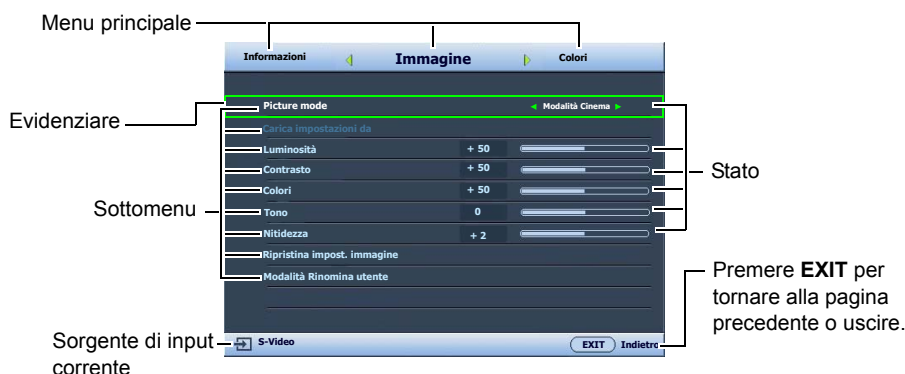 Menu principale
Informazioni Immagine Colori
Picture mode Modalità Cinema
Evidenziare
Carica impostazioni da
Luminosità + 50
Contrasto + 50
Stato
Colori + 50
Sottomenu
Tono 0
Nitidezza + 2
Ripristina impost. immagine
Modalità Rinomina utente
Premere EXIT per
tornare alla pagina
precedente o uscire.
Sorgente di input
corrente
S-Video EXIT Indietro